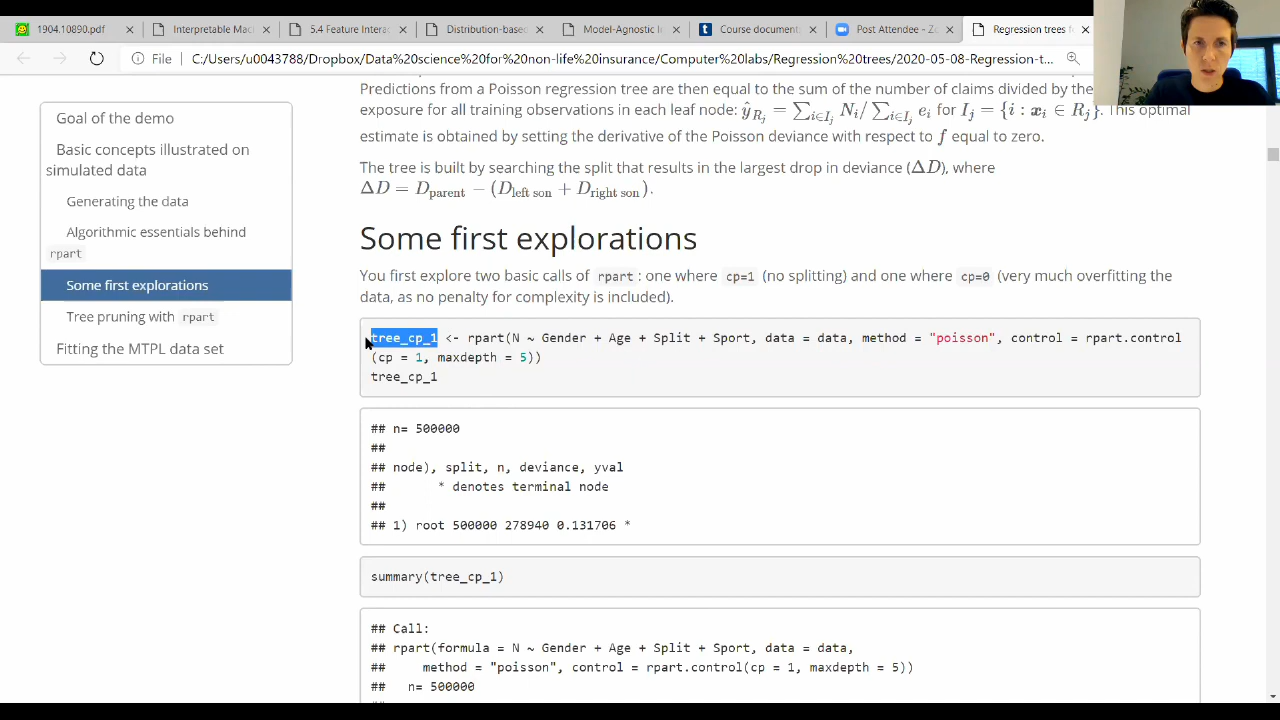 1904.10890.pdf
Interpretable Mac
5.4 Feature Interac
Distribution-based
Model-Agnostic I
Course document
Post Attendee - Zo
Regression trees fo
File
C:/Users/u0043788/Dropbox/Data%20science%20for%20non-life%20insurance/Computer%20labs/Regression%20trees/2020-05-08-Regression-t...
Goal of the demo
Basic concepts illustrated on
simulated data
Generating the data
Algorithmic essentials behind
rpart
Some first explorations
Tree pruning with rpart
Fitting the MTPL data set
Predictions from a Poisson regression tree are then equal to the sum of the number of claims divided by the
exposure for all training observations in each leaf node: ŷ_{R_j} = ∑_{i∈I_j} N_i / ∑_{i∈I_j} e_i for I_j = {i : x_i ∈ R_j}. This optimal
estimate is obtained by setting the derivative of the Poisson deviance with respect to f equal to zero.
The tree is built by searching the split that results in the largest drop in deviance (ΔD), where
ΔD = D_parent − (D_left son + D_right son).
Some first explorations
You first explore two basic calls of rpart: one where cp=1 (no splitting) and one where cp=0 (very much overfitting the
data, as no penalty for complexity is included).
tree_cp_1 <- rpart(N ~ Gender + Age + Split + Sport, data = data, method = "poisson", control = rpart.control
(cp = 1, maxdepth = 5))
tree_cp_1
## n= 500000
##
## node), split, n, deviance, yval
##       * denotes terminal node
##
## 1) root 500000 278940 0.131706 *
summary(tree_cp_1)
## Call:
## rpart(formula = N ~ Gender + Age + Split + Sport, data = data,
##     method = "poisson", control = rpart.control(cp = 1, maxdepth = 5))
##   n= 500000